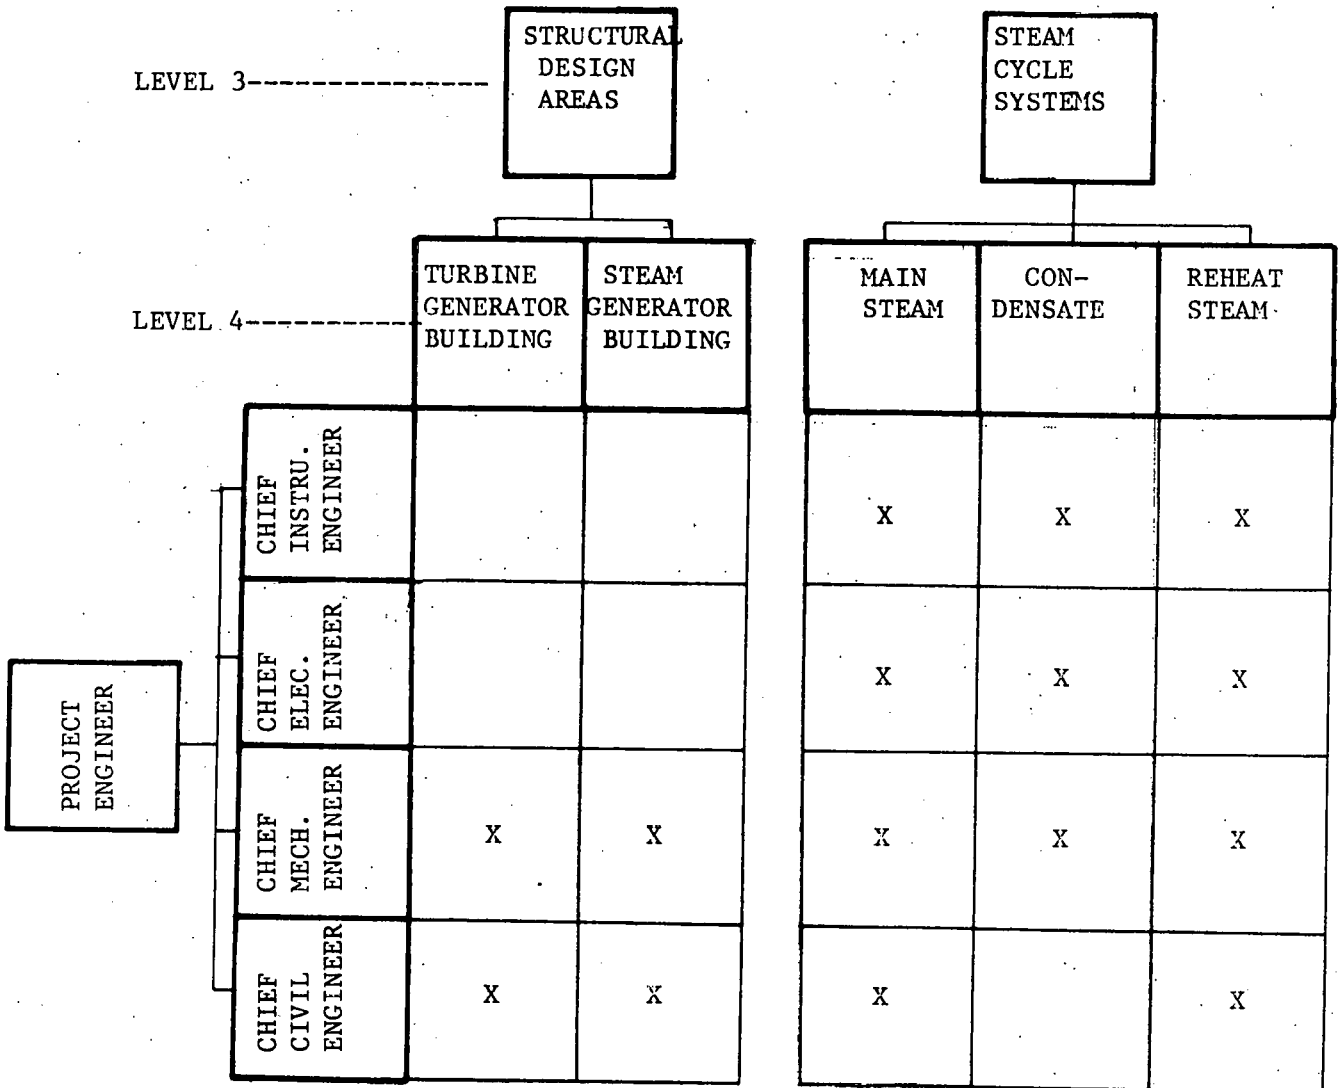 STRUCTURAL
DESIGN
AREAS
STEAM
CYCLE
SYSTEMS
LEVEL 3---------------
TURBINE
GENERATOR
BUILDING
STEAM
GENERATOR
BUILDING
MAIN
STEAM
CON-
DENSATE
REHEAT
STEAM
LEVEL 4-----------
CHIEF
INSTRU.
ENGINEER
X X X
CHIEF
ELEC.
ENGINEER
X X X
PROJECT
ENGINEER
CHIEF
MECH.
ENGINEER
X X X X X
CHIEF
CIVIL
ENGINEER
X X X X